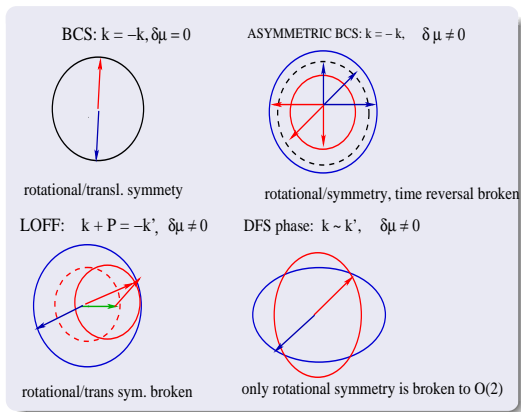 BCS: k = −k, δμ = 0
ASYMMETRIC BCS: k = − k, δ μ ≠ 0
rotational/transl. symmety
rotational/symmetry, time reversal broken
LOFF: k + P = −k', δμ ≠ 0
DFS phase: k ~ k', δμ ≠ 0
rotational/trans sym. broken
only rotational symmetry is broken to O(2)